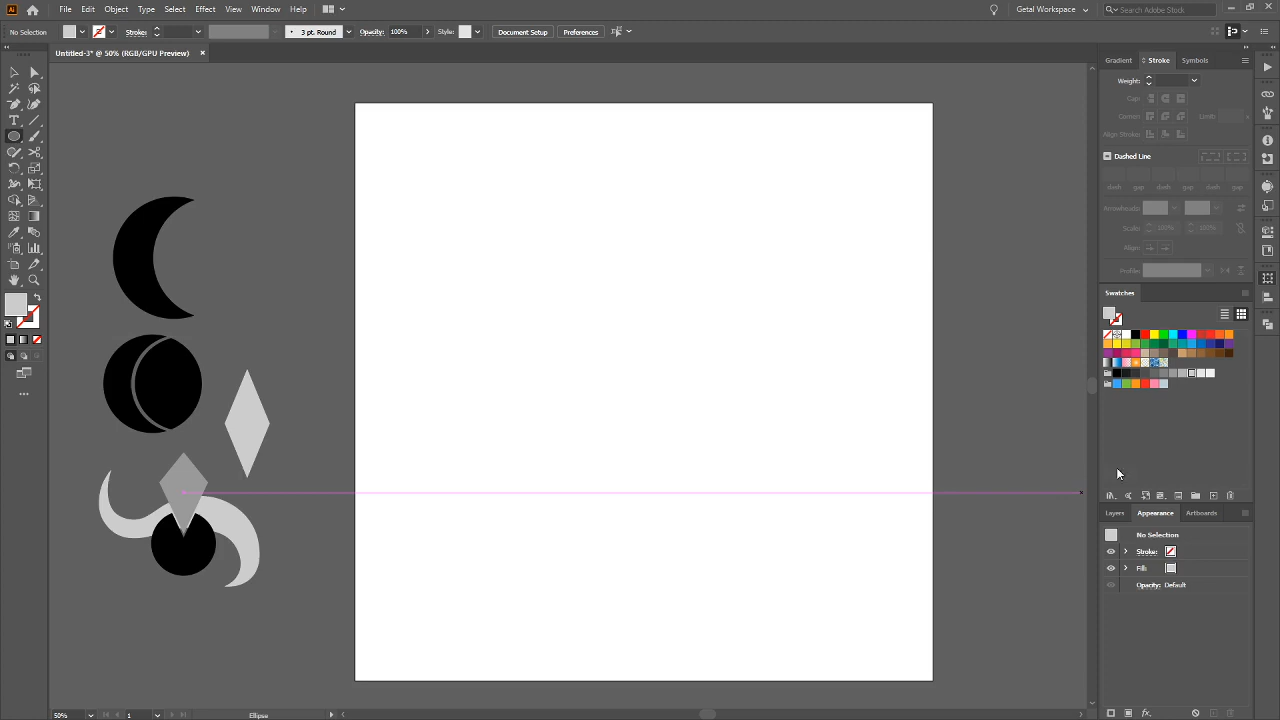 Ai File Edit Object Type Select Effect View Window Help Getal Workspace Search Adobe Stock
No Selection Stroke: 3 pt. Round Opacity: 100% Style: Document Setup Preferences
Untitled-3* @ 50% (RGB/GPU Preview) ×
Gradient Stroke Symbols
Weight:
Cap:
Corner: Limit: x
Align Stroke:
Dashed Line
dash gap dash gap dash gap
Arrowheads:
Scale: 100% 100%
Align:
Profile:
Swatches
Layers Appearance Artboards
No Selection
Stroke:
Fill:
Opacity: Default
50% 1 Ellipse